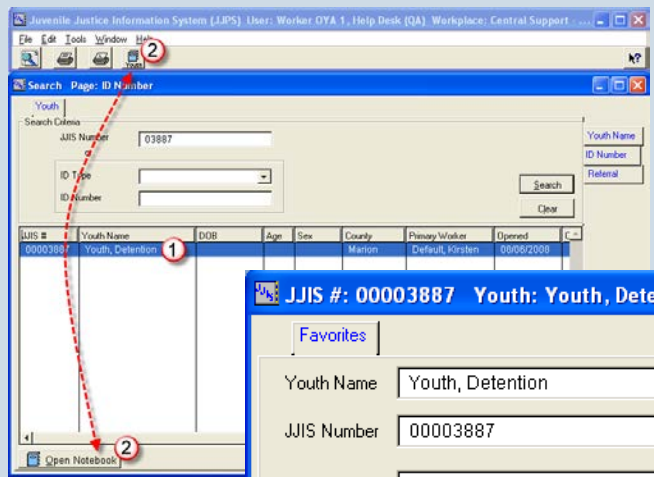 Juvenile Justice Information System (JJIS) User: Worker OYA 1, Help Desk (QA) Workplace: Central Support - ...
File Edit Tools Window Help
2
Youth
Search Page: ID Number
Youth
Search Criteria
JJIS Number 03887
Youth Name
or
ID Number
ID Type
Referral
Search
ID Number
Clear
JJIS # Youth Name DOB Age Sex County Primary Worker Opened C
00003887 Youth, Detention 1 Marion Default, Kirsten 08/06/2008
JJIS #: 00003887 Youth: Youth, Dete
Favorites
Youth Name Youth, Detention
JJIS Number 00003887
Open Notebook 2